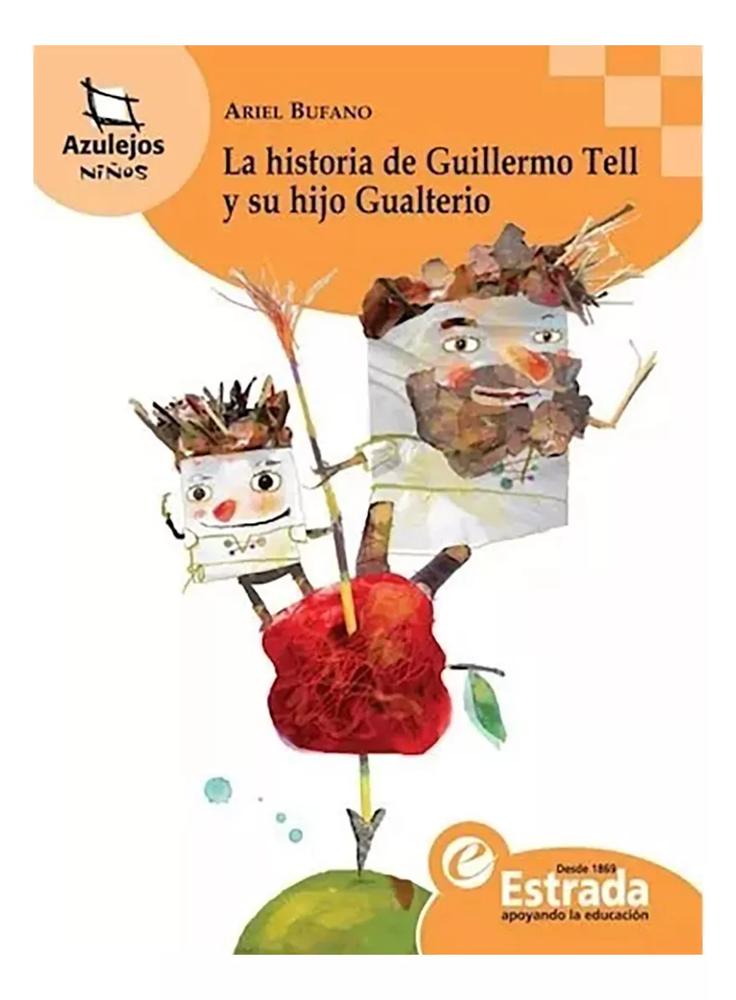 Azulejos
NIÑOS
ARIEL BUFANO
La historia de Guillermo Tell
y su hijo Gualterio
e
Desde 1869
Estrada
apoyando la educación